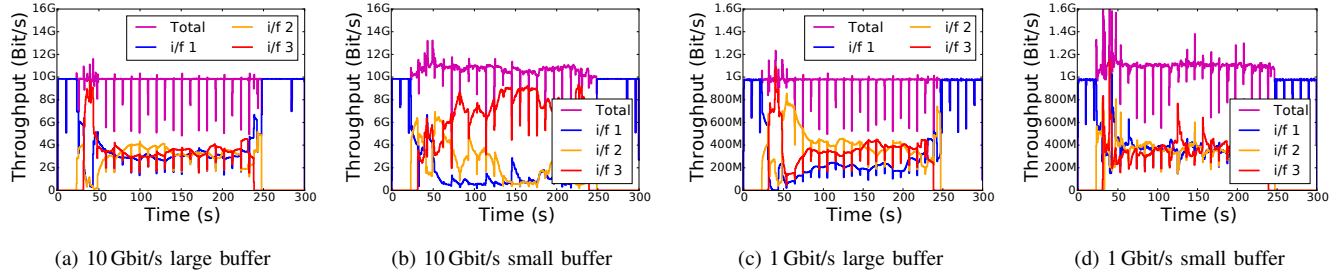 Throughput (Bit/s)
16G
14G
12G
10G
8G
6G
4G
2G
0
0 50 100 150 200 250 300
Time (s)
Total
i/f 1
i/f 2
i/f 3
(a) 10 Gbit/s large buffer
Throughput (Bit/s)
16G
14G
12G
10G
8G
6G
4G
2G
0
0 50 100 150 200 250 300
Time (s)
Total
i/f 1
i/f 2
i/f 3
(b) 10 Gbit/s small buffer
Throughput (Bit/s)
1.6G
1.4G
1.2G
1G
800M
600M
400M
200M
0
0 50 100 150 200 250 300
Time (s)
Total
i/f 1
i/f 2
i/f 3
(c) 1 Gbit/s large buffer
Throughput (Bit/s)
1.6G
1.4G
1.2G
1G
800M
600M
400M
200M
0
0 50 100 150 200 250 300
Time (s)
Total
i/f 1
i/f 2
i/f 3
(d) 1 Gbit/s small buffer